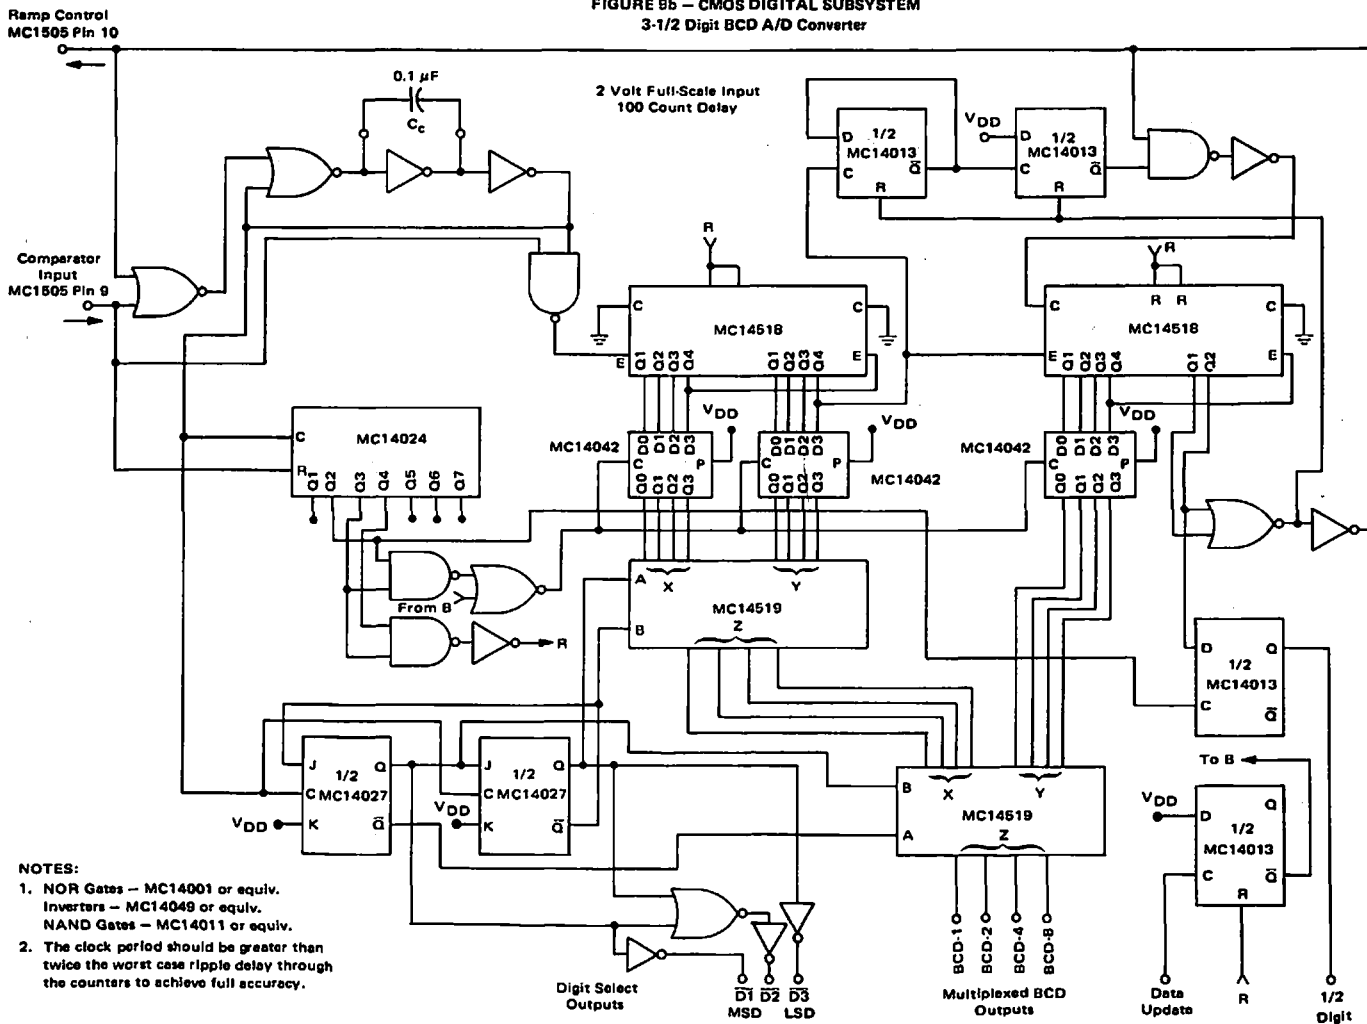 FIGURE 9b — CMOS DIGITAL SUBSYSTEM
3-1/2 Digit BCD A/D Converter
Ramp Control
MC1505 Pin 10
0.1 µF
Cc
2 Volt Full-Scale Input
100 Count Delay
D
1/2
MC14013
C
Q̅
R
VDD
D
1/2
MC14013
C
Q̅
R
Comparator
Input
MC1505 Pin 9
R
C
MC14518
C
E
Q1 Q2 Q3 Q4
Q1 Q2 Q3 Q4
E
R
R R
C
MC14518
C
E
Q1 Q2 Q3 Q4
Q1 Q2
E
C
MC14024
R
Q1 Q2 Q3 Q4 Q5 Q6 Q7
VDD
MC14042
D0 D1 D2 D3
C
P
Q0 Q1 Q2 Q3
VDD
D0 D1 D2 D3
C
P
Q0 Q1 Q2 Q3
MC14042
VDD
MC14042
D0 D1 D2 D3
C
P
Q0 Q1 Q2 Q3
From B
R
A
X
Y
MC14519
B
Z
D
Q
1/2
MC14013
C
Q̅
J
Q
1/2
C MC14027
VDD
K
Q̅
J
Q
1/2
C MC14027
VDD
K
Q̅
B
X
Y
MC14519
A
Z
To B
VDD
D
Q
1/2
MC14013
C
Q̅
R
NOTES:
1. NOR Gates — MC14001 or equiv.
Inverters — MC14049 or equiv.
NAND Gates — MC14011 or equiv.
2. The clock period should be greater than
twice the worst case ripple delay through
the counters to achieve full accuracy.
Digit Select
Outputs
D̅1̅ D̅2̅ D̅3̅
MSD LSD
BCD-1
BCD-2
BCD-4
BCD-8
Multiplexed BCD
Outputs
Data
Update
R
1/2
Digit